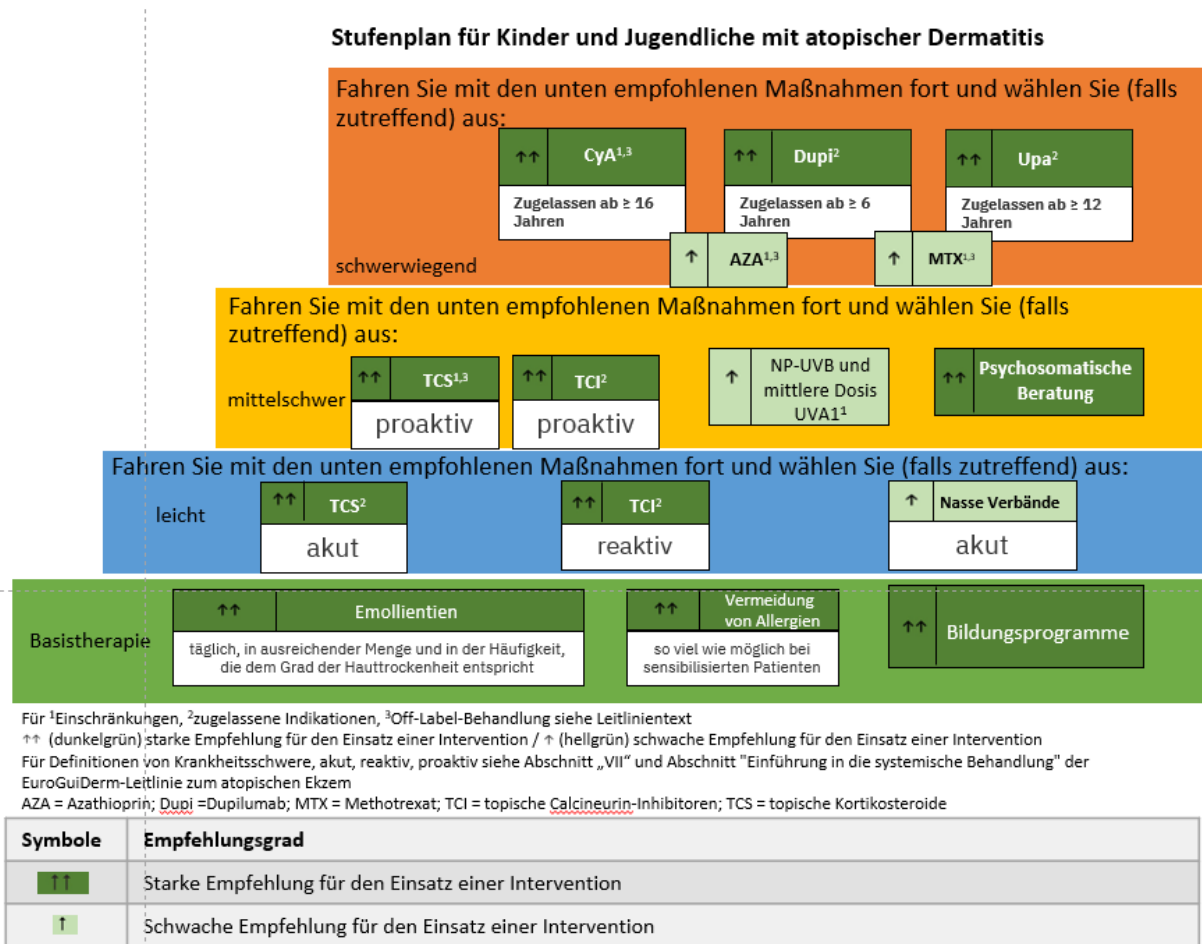 Stufenplan für Kinder und Jugendliche mit atopischer Dermatitis
Fahren Sie mit den unten empfohlenen Maßnahmen fort und wählen Sie (falls
zutreffend) aus:
↑↑ CyA¹,³
Zugelassen ab ≥ 16
Jahren
↑↑ Dupi²
Zugelassen ab ≥ 6
Jahren
↑↑ Upa²
Zugelassen ab ≥ 12
Jahren
↑ AZA¹,³
↑ MTX¹,³
schwerwiegend
Fahren Sie mit den unten empfohlenen Maßnahmen fort und wählen Sie (falls
zutreffend) aus:
mittelschwer
↑↑ TCS¹,³
proaktiv
↑↑ TCI²
proaktiv
↑ NP-UVB und
mittlere Dosis
UVA1¹
↑↑ Psychosomatische
Beratung
Fahren Sie mit den unten empfohlenen Maßnahmen fort und wählen Sie (falls zutreffend) aus:
leicht
↑↑ TCS²
akut
↑↑ TCI²
reaktiv
↑ Nasse Verbände
akut
Basistherapie
↑↑ Emollientien
täglich, in ausreichender Menge und in der Häufigkeit,
die dem Grad der Hauttrockenheit entspricht
↑↑ Vermeidung
von Allergien
so viel wie möglich bei
sensibilisierten Patienten
↑↑ Bildungsprogramme
Für ¹Einschränkungen, ²zugelassene Indikationen, ³Off-Label-Behandlung siehe Leitlinientext
↑↑ (dunkelgrün) starke Empfehlung für den Einsatz einer Intervention / ↑ (hellgrün) schwache Empfehlung für den Einsatz einer Intervention
Für Definitionen von Krankheitsschwere, akut, reaktiv, proaktiv siehe Abschnitt „VII“ und Abschnitt "Einführung in die systemische Behandlung" der
EuroGuiDerm-Leitlinie zum atopischen Ekzem
AZA = Azathioprin; Dupi =Dupilumab; MTX = Methotrexat; TCI = topische Calcineurin-Inhibitoren; TCS = topische Kortikosteroide
Symbole Empfehlungsgrad
↑↑ Starke Empfehlung für den Einsatz einer Intervention
↑ Schwache Empfehlung für den Einsatz einer Intervention